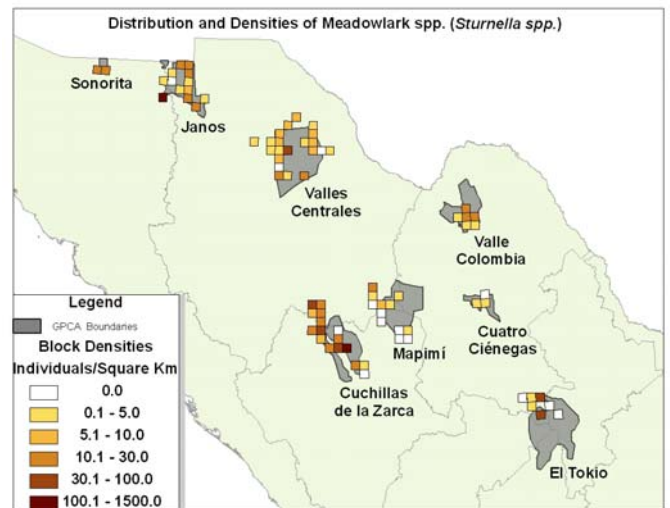 Distribution and Densities of Meadowlark spp. (Sturnella spp.)
Sonorita
Janos
Valles
Centrales
Valle
Colombia
Cuatro
Ciénegas
Mapimí
Cuchillas
de la Zarca
El Tokio
Legend
GPCA Boundaries
Block Densities
Individuals/Square Km
0.0
0.1 - 5.0
5.1 - 10.0
10.1 - 30.0
30.1 - 100.0
100.1 - 1500.0